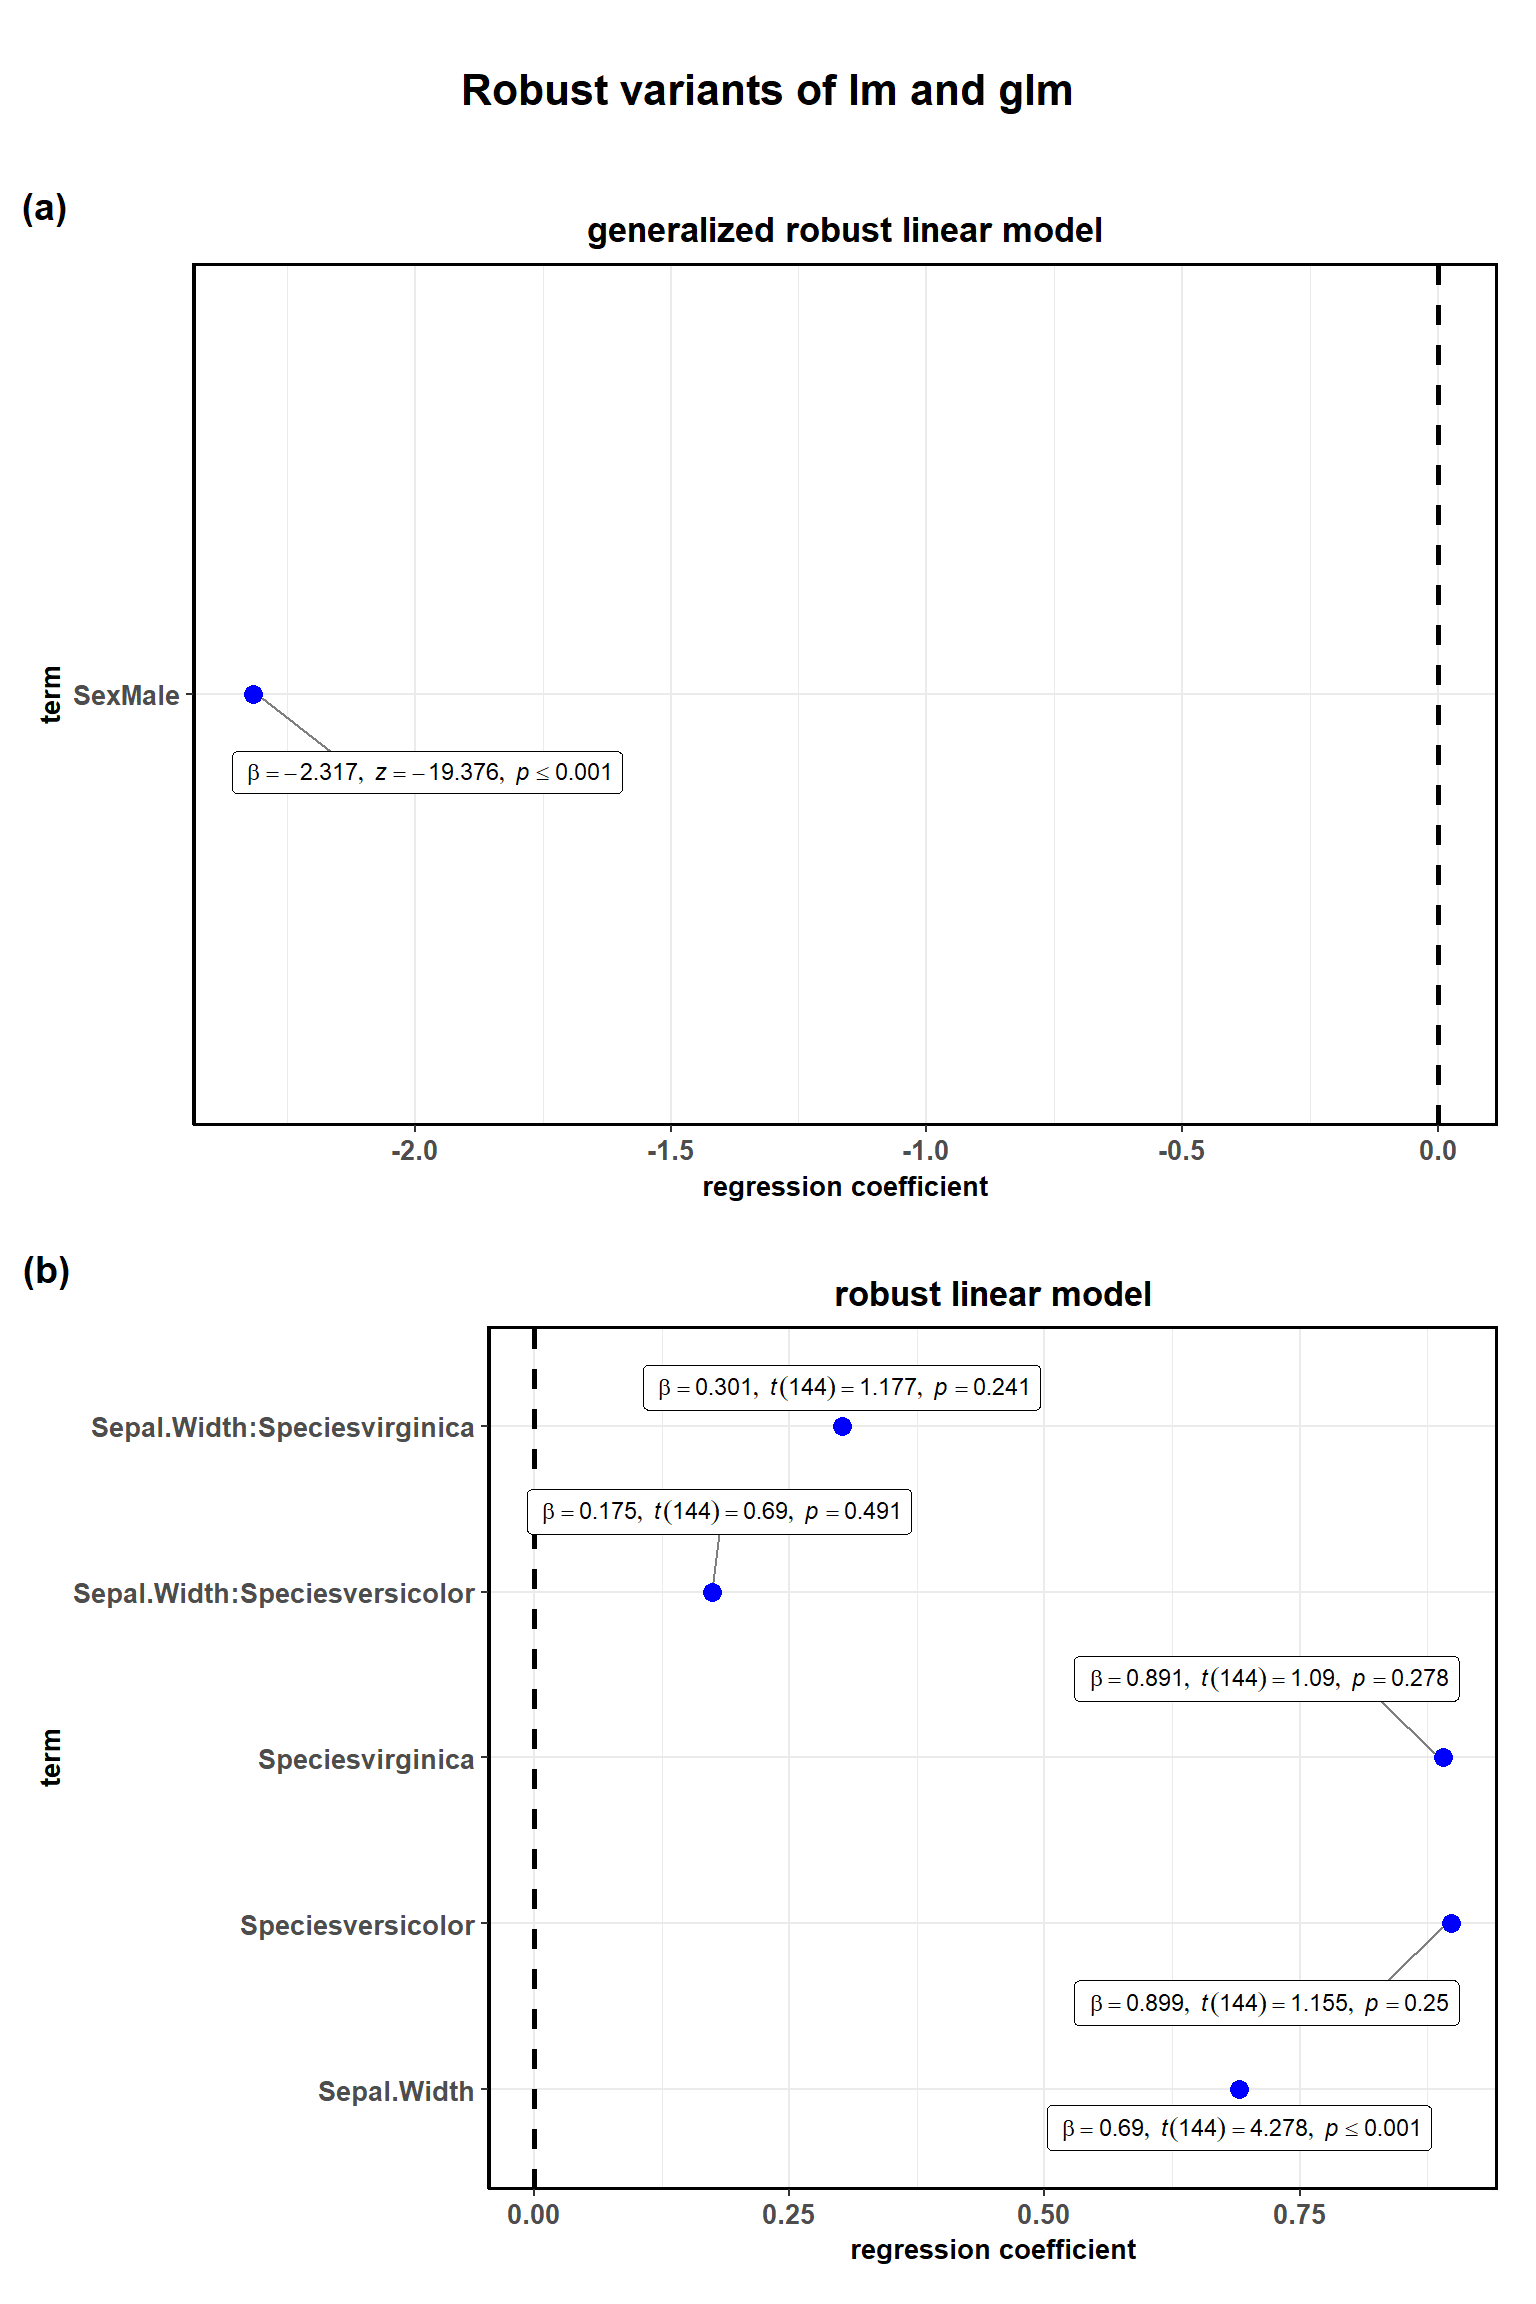 Robust variants of lm and glm
(a)
generalized robust linear model
term
SexMale
β = −2.317, z = −19.376, p ≤ 0.001
-2.0 -1.5 -1.0 -0.5 0.0
regression coefficient
(b)
robust linear model
β = 0.301, t(144) = 1.177, p = 0.241
Sepal.Width:Speciesvirginica
β = 0.175, t(144) = 0.69, p = 0.491
Sepal.Width:Speciesversicolor
β = 0.891, t(144) = 1.09, p = 0.278
term
Speciesvirginica
Speciesversicolor
β = 0.899, t(144) = 1.155, p = 0.25
Sepal.Width
β = 0.69, t(144) = 4.278, p ≤ 0.001
0.00 0.25 0.50 0.75
regression coefficient